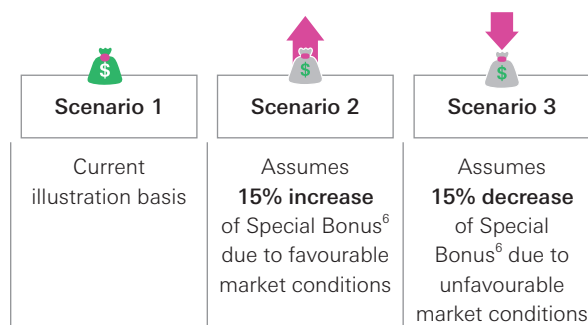 $
$
$
Scenario 1
Scenario 2
Scenario 3
Current
illustration basis
Assumes
15% increase
of Special Bonus⁶
due to favourable
market conditions
Assumes
15% decrease
of Special
Bonus⁶ due to
unfavourable
market conditions